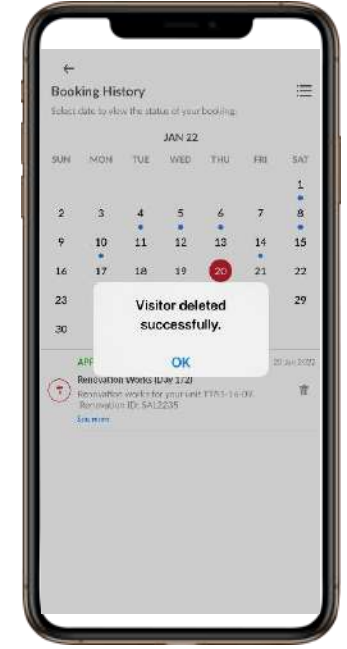 ←
Booking History
Select date to view the status of your booking.
JAN 22
SUN MON TUE WED THU FRI SAT
1
2 3 4 5 6 7 8
9 10 11 12 13 14 15
16 17 18 19 20 21 22
23 29
30
Visitor deleted
successfully.
OK
20 Jan 2022
Renovation Works (Day 1/2)
Renovation works for your unit
Renovation ID: SAL2235
See more